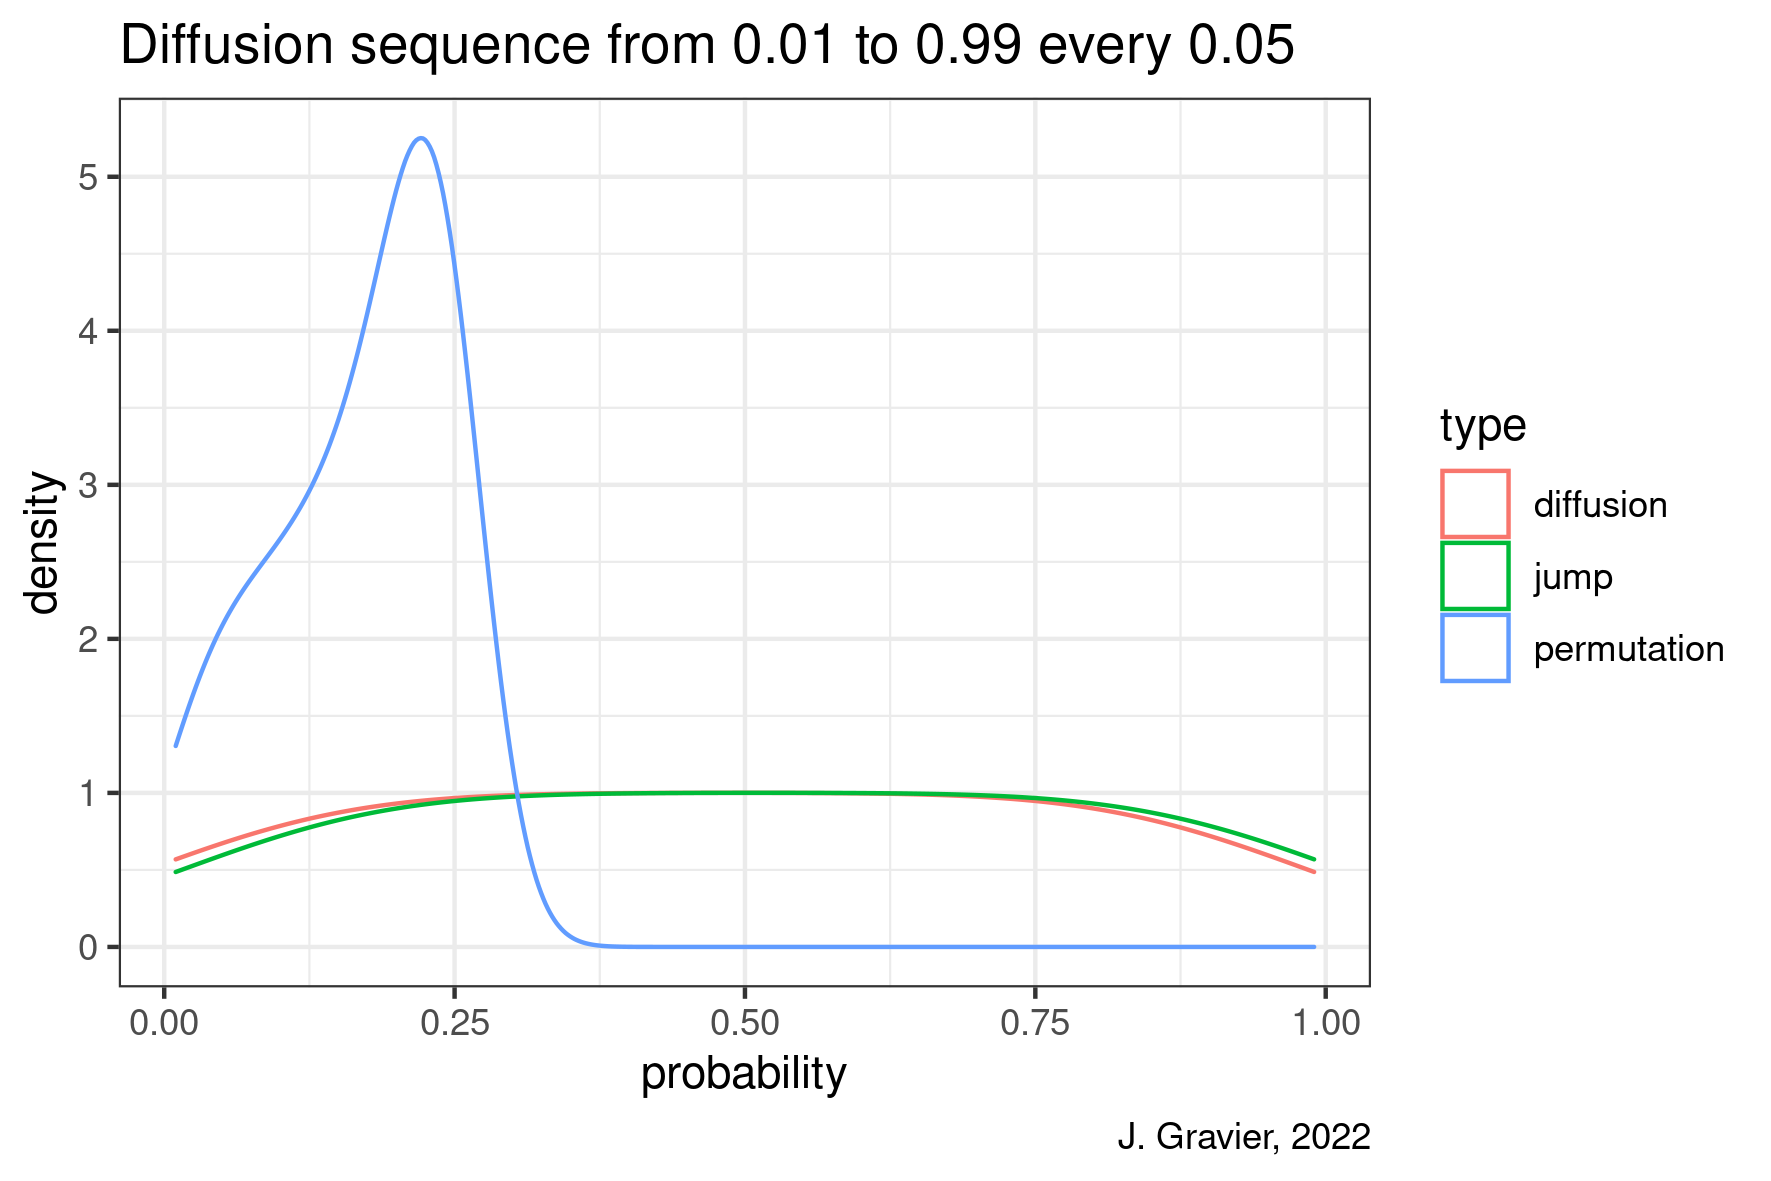 Diffusion sequence from 0.01 to 0.99 every 0.05
5
4
3
2
1
0
density
0.00 0.25 0.50 0.75 1.00
probability
type
diffusion
jump
permutation
J. Gravier, 2022